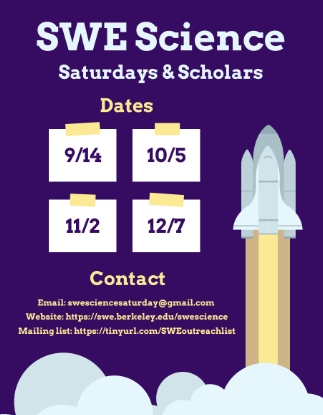 SWE Science
Saturdays & Scholars
Dates
9/14
10/5
11/2
12/7
Contact
Email: swesciencesaturday@gmail.com
Website: https://swe.berkeley.edu/swescience
Mailing list: https://tinyurl.com/SWEoutreachlist